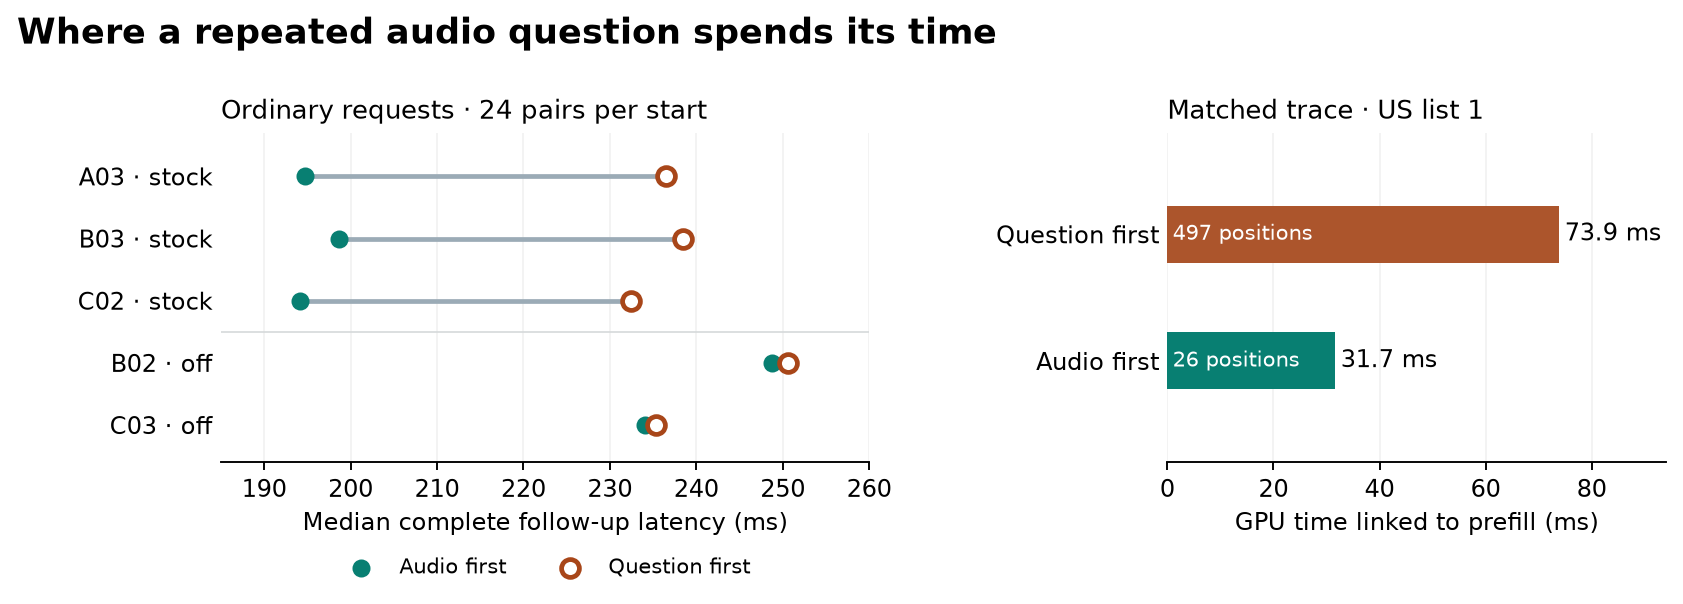 Where a repeated audio question spends its time
Ordinary requests · 24 pairs per start
A03 · stock
B03 · stock
C02 · stock
B02 · off
C03 · off
190 200 210 220 230 240 250 260
Median complete follow-up latency (ms)
Audio first Question first
Matched trace · US list 1
Question first 497 positions 73.9 ms
Audio first 26 positions 31.7 ms
0 20 40 60 80
GPU time linked to prefill (ms)